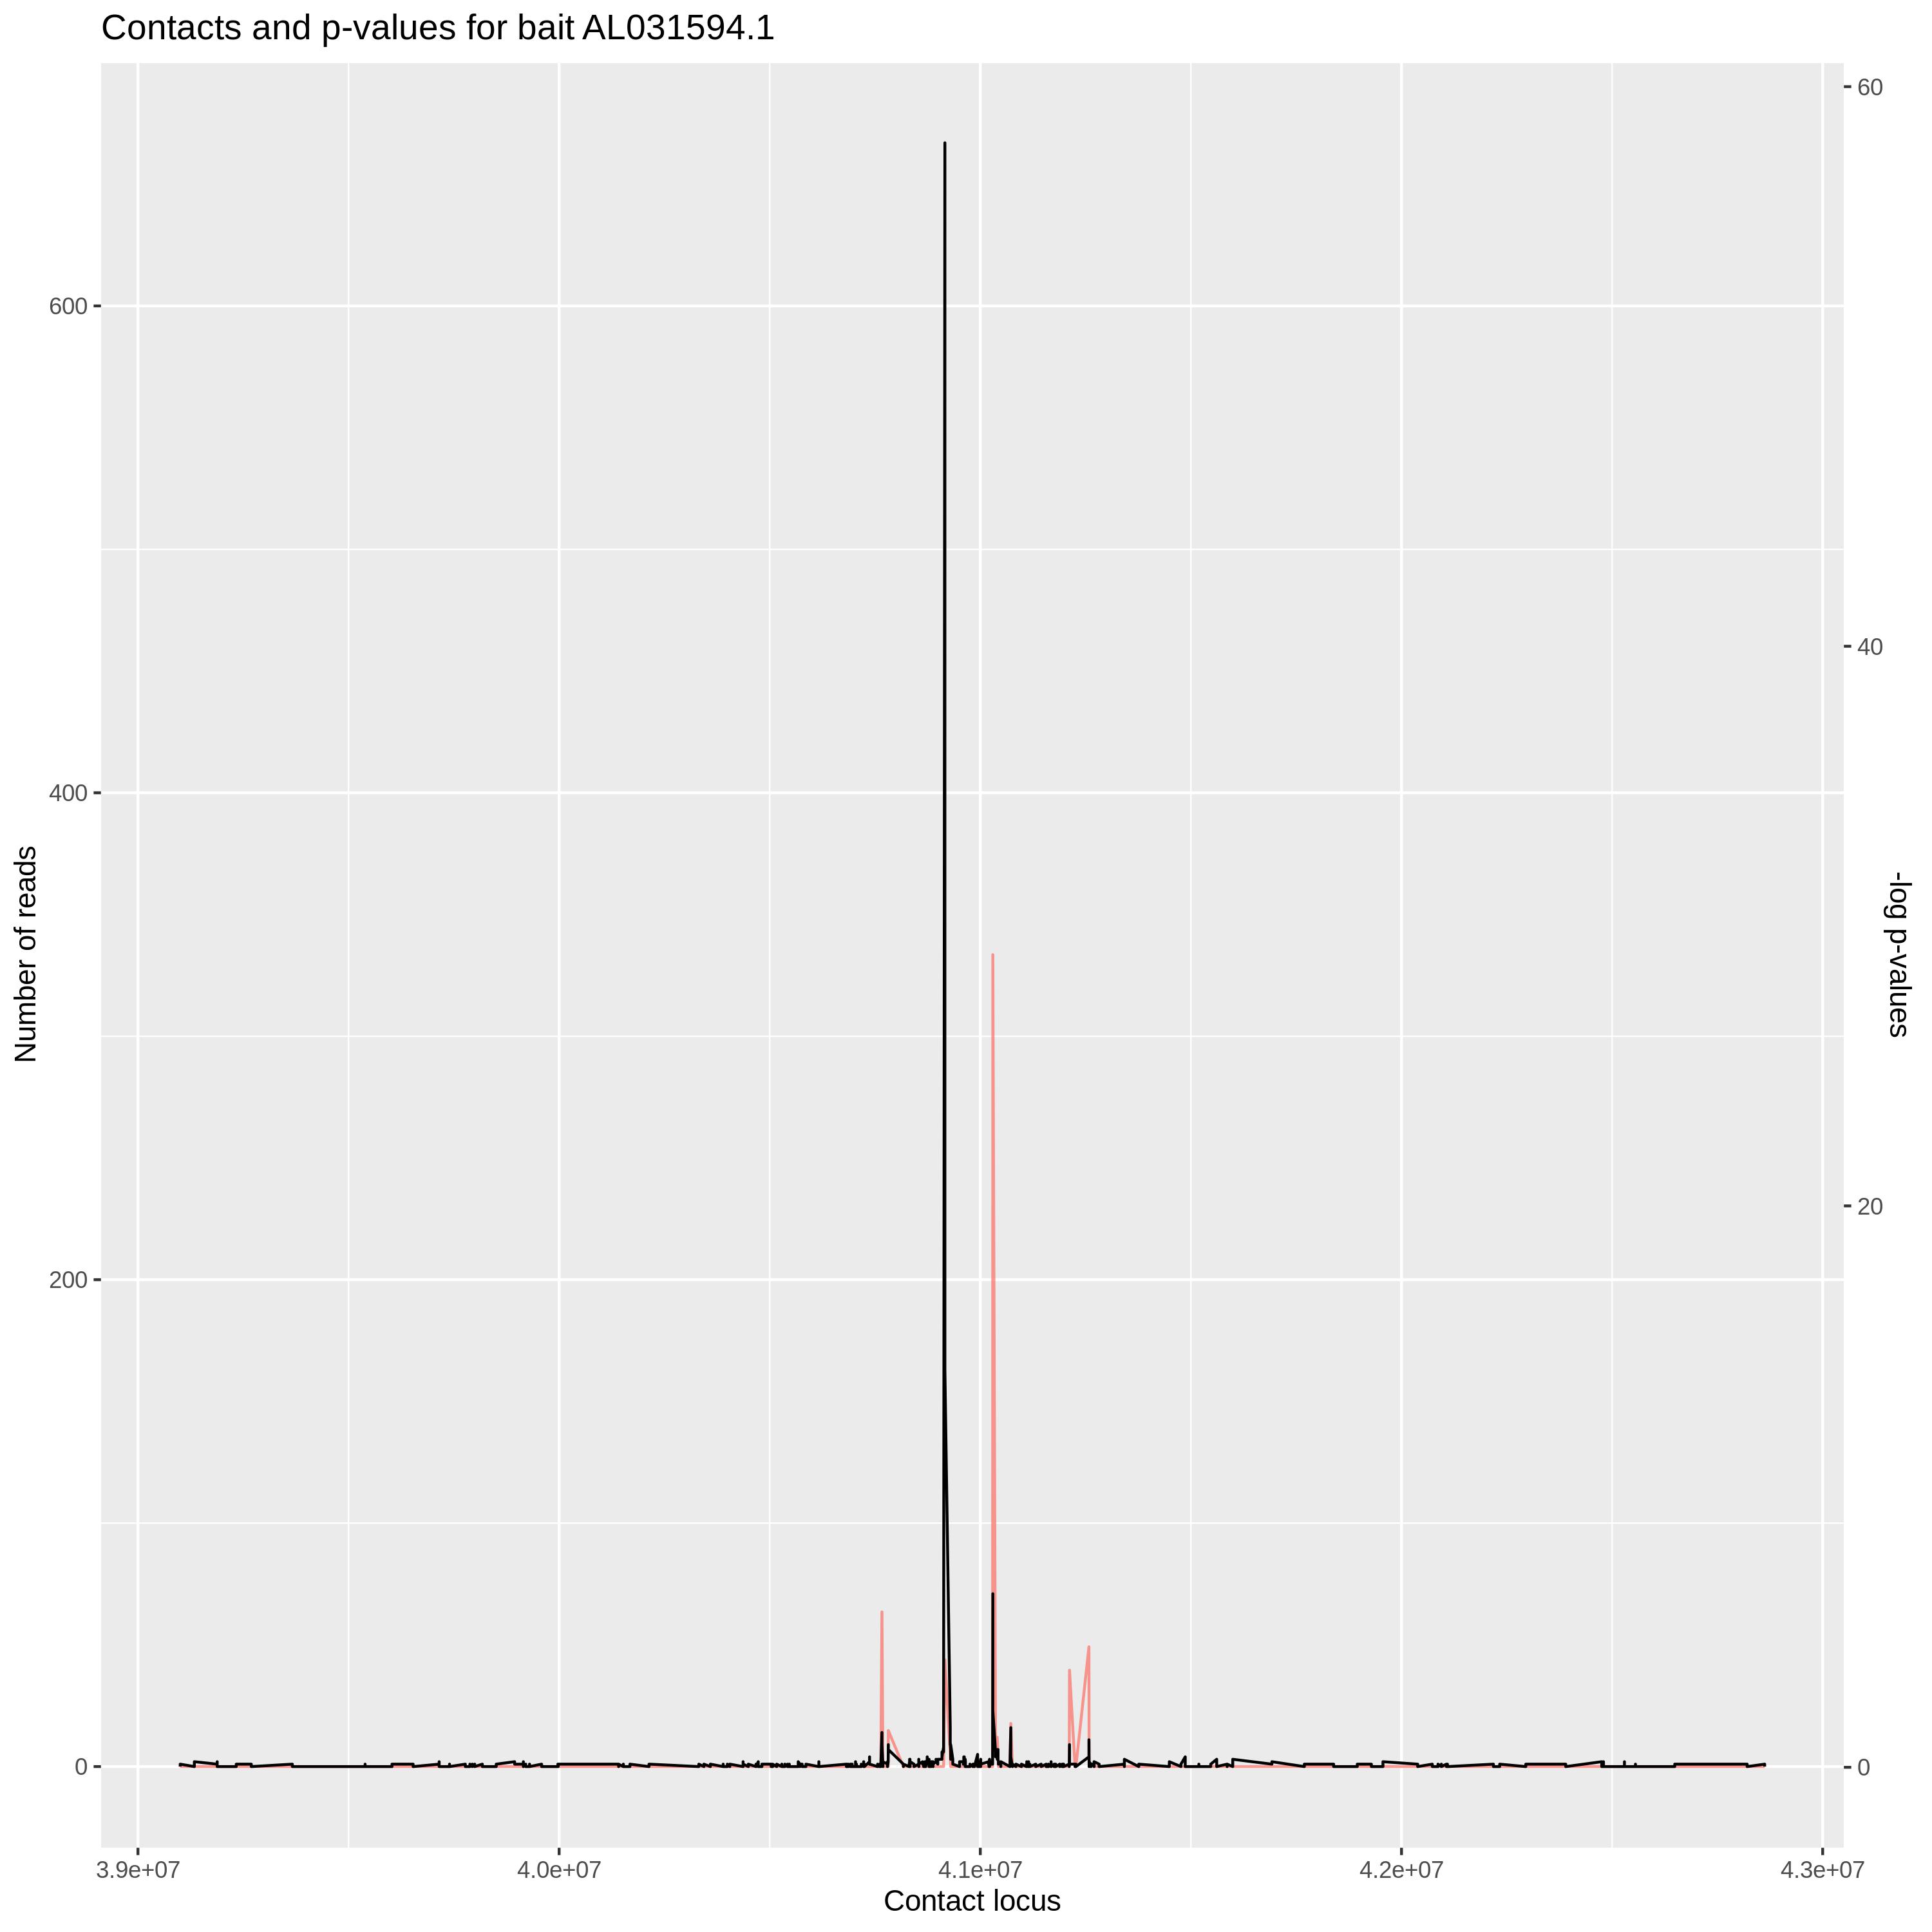 Contacts and p-values for bait AL031594.1
60
600
40
400
Number of reads
-log p-values
20
200
0
0
3.9e+07
4.0e+07
4.1e+07
4.2e+07
4.3e+07
Contact locus